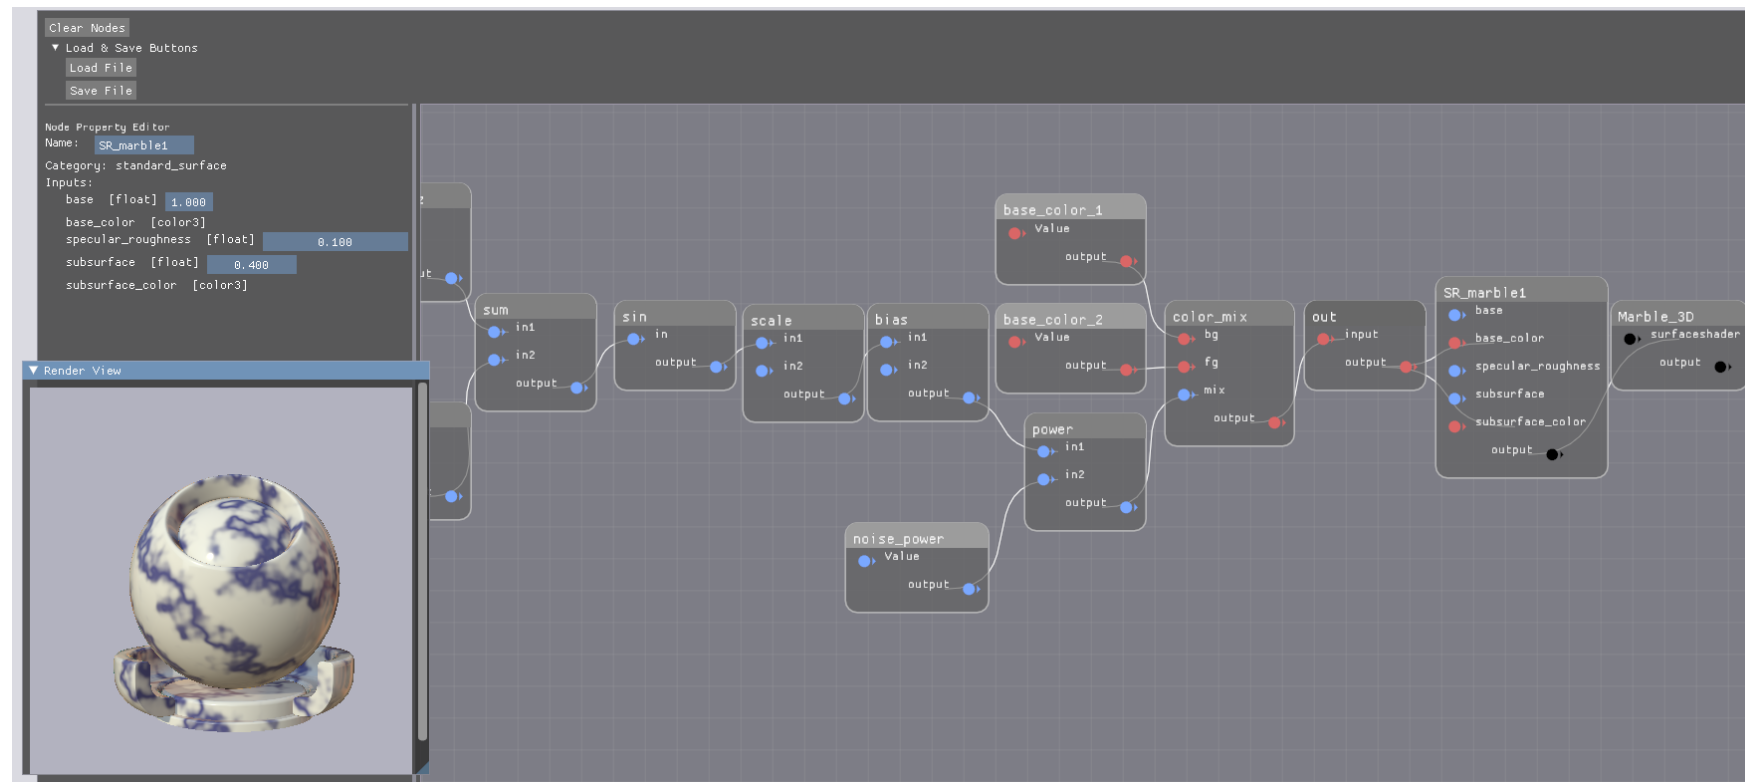 Clear Nodes
Load & Save Buttons
Load File
Save File
Node Property Editor
Name: SR_marble1
Category: standard_surface
Inputs:
base [float] 1.000
base_color [color3]
specular_roughness [float] 0.100
subsurface [float] 0.400
subsurface_color [color3]
Render View
sum
in1
in2
output
sin
in
output
scale
in1
in2
output
bias
in1
in2
output
base_color_1
Value
output
base_color_2
Value
output
power
in1
in2
output
noise_power
Value
output
color_mix
bg
fg
mix
output
out
input
output
SR_marble1
base
base_color
specular_roughness
subsurface
subsurface_color
output
Marble_3D
surfaceshader
output